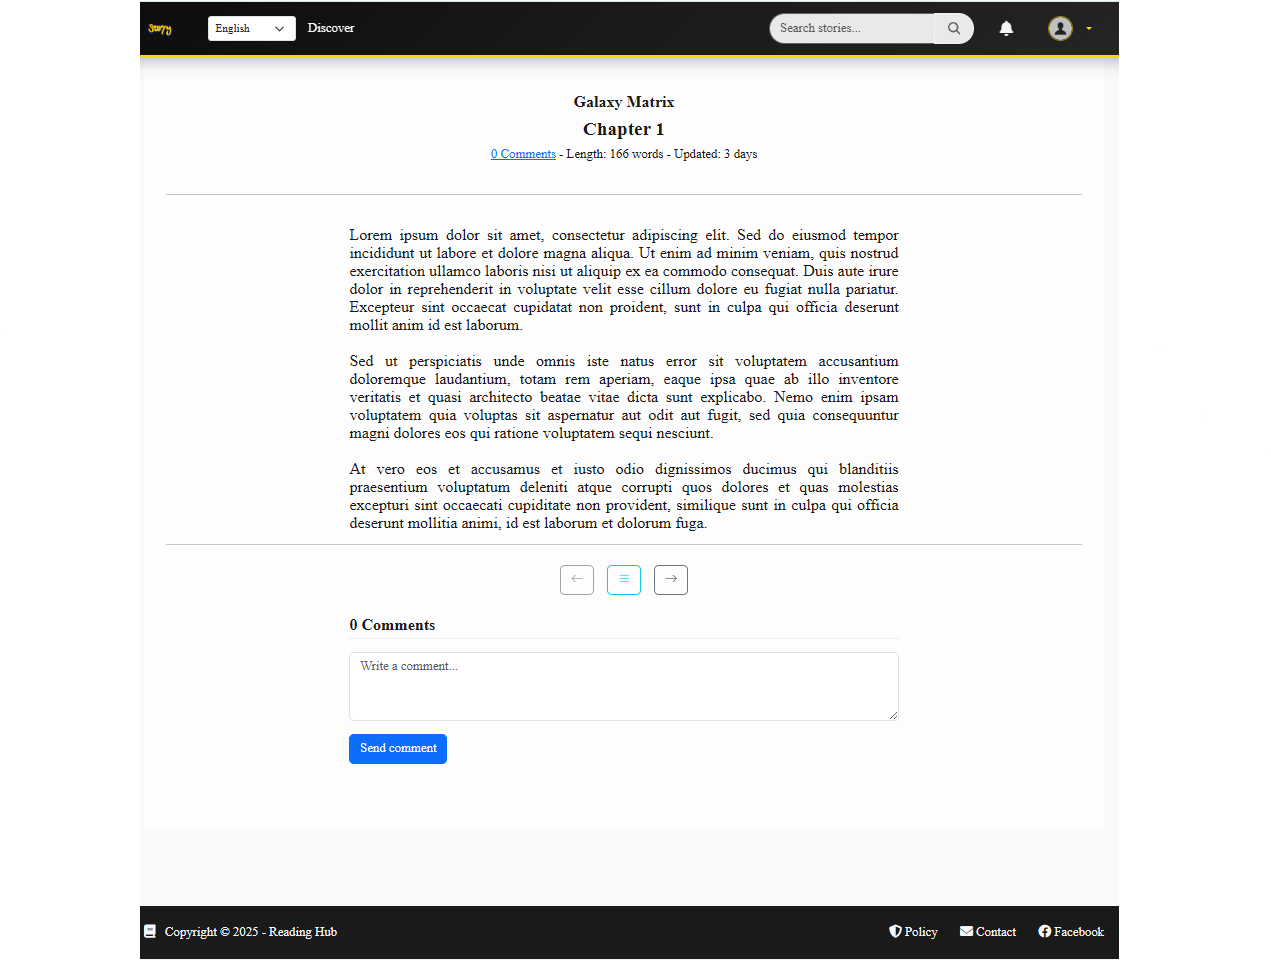 Storry
English
Discover
Search stories...
Galaxy Matrix
Chapter 1
0 Comments - Length: 166 words - Updated: 3 days
Lorem ipsum dolor sit amet, consectetur adipiscing elit. Sed do eiusmod tempor
incididunt ut labore et dolore magna aliqua. Ut enim ad minim veniam, quis nostrud
exercitation ullamco laboris nisi ut aliquip ex ea commodo consequat. Duis aute irure
dolor in reprehenderit in voluptate velit esse cillum dolore eu fugiat nulla pariatur.
Excepteur sint occaecat cupidatat non proident, sunt in culpa qui officia deserunt
mollit anim id est laborum.
Sed ut perspiciatis unde omnis iste natus error sit voluptatem accusantium
doloremque laudantium, totam rem aperiam, eaque ipsa quae ab illo inventore
veritatis et quasi architecto beatae vitae dicta sunt explicabo. Nemo enim ipsam
voluptatem quia voluptas sit aspernatur aut odit aut fugit, sed quia consequuntur
magni dolores eos qui ratione voluptatem sequi nesciunt.
At vero eos et accusamus et iusto odio dignissimos ducimus qui blanditiis
praesentium voluptatum deleniti atque corrupti quos dolores et quas molestias
excepturi sint occaecati cupiditate non provident, similique sunt in culpa qui officia
deserunt mollitia animi, id est laborum et dolorum fuga.
0 Comments
Write a comment...
Send comment
Copyright © 2025 - Reading Hub
Policy
Contact
Facebook